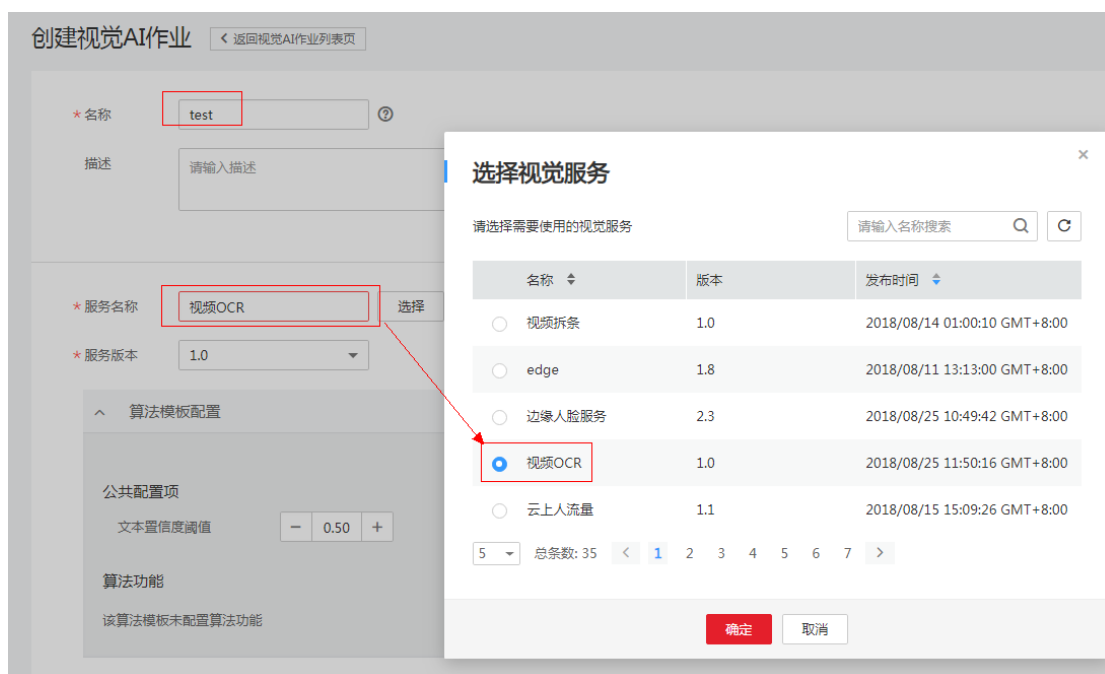 创建视觉AI作业 返回视觉AI作业列表页
* 名称 test
描述 请输入描述
* 服务名称 视频OCR 选择
* 服务版本 1.0
算法模板配置
公共配置项
文本置信度阈值 － 0.50 +
算法功能
该算法模板未配置算法功能
选择视觉服务
请选择需要使用的视觉服务 请输入名称搜索
名称 版本 发布时间
视频拆条 1.0 2018/08/14 01:00:10 GMT+8:00
edge 1.8 2018/08/11 13:13:00 GMT+8:00
边缘人脸服务 2.3 2018/08/25 10:49:42 GMT+8:00
视频OCR 1.0 2018/08/25 11:50:16 GMT+8:00
云上人流量 1.1 2018/08/15 15:09:26 GMT+8:00
5 总条数: 35 < 1 2 3 4 5 6 7 >
确定 取消